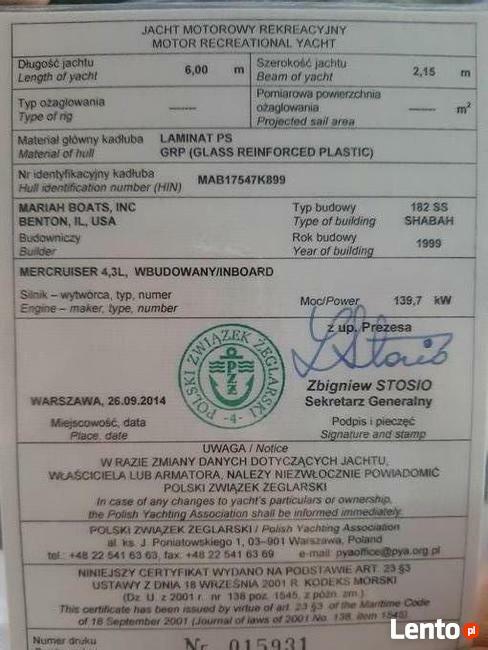 JACHT MOTOROWY REKREACYJNY
MOTOR RECREATIONAL YACHT
Długość jachtu
Length of yacht
6,00 m
Szerokość jachtu
Beam of yacht
2,15 m
Typ ożaglowania
Type of rig
Pomiarowa powierzchnia
ożaglowania
Projected sail area
m²
Materiał główny kadłuba LAMINAT PS
Material of hull GRP (GLASS REINFORCED PLASTIC)
Nr identyfikacyjny kadłuba
Hull identification number (HIN)
MAB17547K899
MARIAH BOATS, INC
BENTON, IL, USA
Budowniczy
Builder
Typ budowy 182 SS
Type of building SHABAH
Rok budowy
Year of building
1999
MERCRUISER 4,3L, WBUDOWANY/INBOARD
Silnik – wytwórca, typ, numer
Engine – maker, type, number
Moc/Power 139,7 kW
z up. Prezesa
POLSKI ZWIĄZEK ŻEGLARSKI
PZŻ
-4-
Zbigniew STOSIO
Sekretarz Generalny
WARSZAWA, 26.09.2014
Miejscowość, data
Place, date
Podpis i pieczęć
Signature and stamp
UWAGA / Notice
W RAZIE ZMIANY DANYCH DOTYCZĄCYCH JACHTU,
WŁAŚCICIELA LUB ARMATORA, NALEŻY NIEZWŁOCZNIE POWIADOMIĆ
POLSKI ZWIĄZEK ŻEGLARSKI
In case of any changes to yacht's particulars or ownership,
the Polish Yachting Association shall be informed immediately.
POLSKI ZWIĄZEK ŻEGLARSKI / Polish Yachting Association
al. ks. J. Poniatowskiego 1, 03-901 Warszawa, Poland
tel.: +48 22 541 63 63, fax: +48 22 541 63 69 e-mail: pyaoffice@pya.org.pl
NINIEJSZY CERTYFIKAT WYDANO NA PODSTAWIE ART. 23 §3
USTAWY Z DNIA 18 WRZEŚNIA 2001 R. KODEKS MORSKI
(Dz. U. z 2001 r. nr 138 poz. 1545, z późn. zm.)
This certificate has been issued by virtue of art. 23 §3 of the Maritime Code
of 18 September 2001 (Journal of laws of 2001 No. 138, item 1545)
Numer druku
Nr 015931
Lento.pl